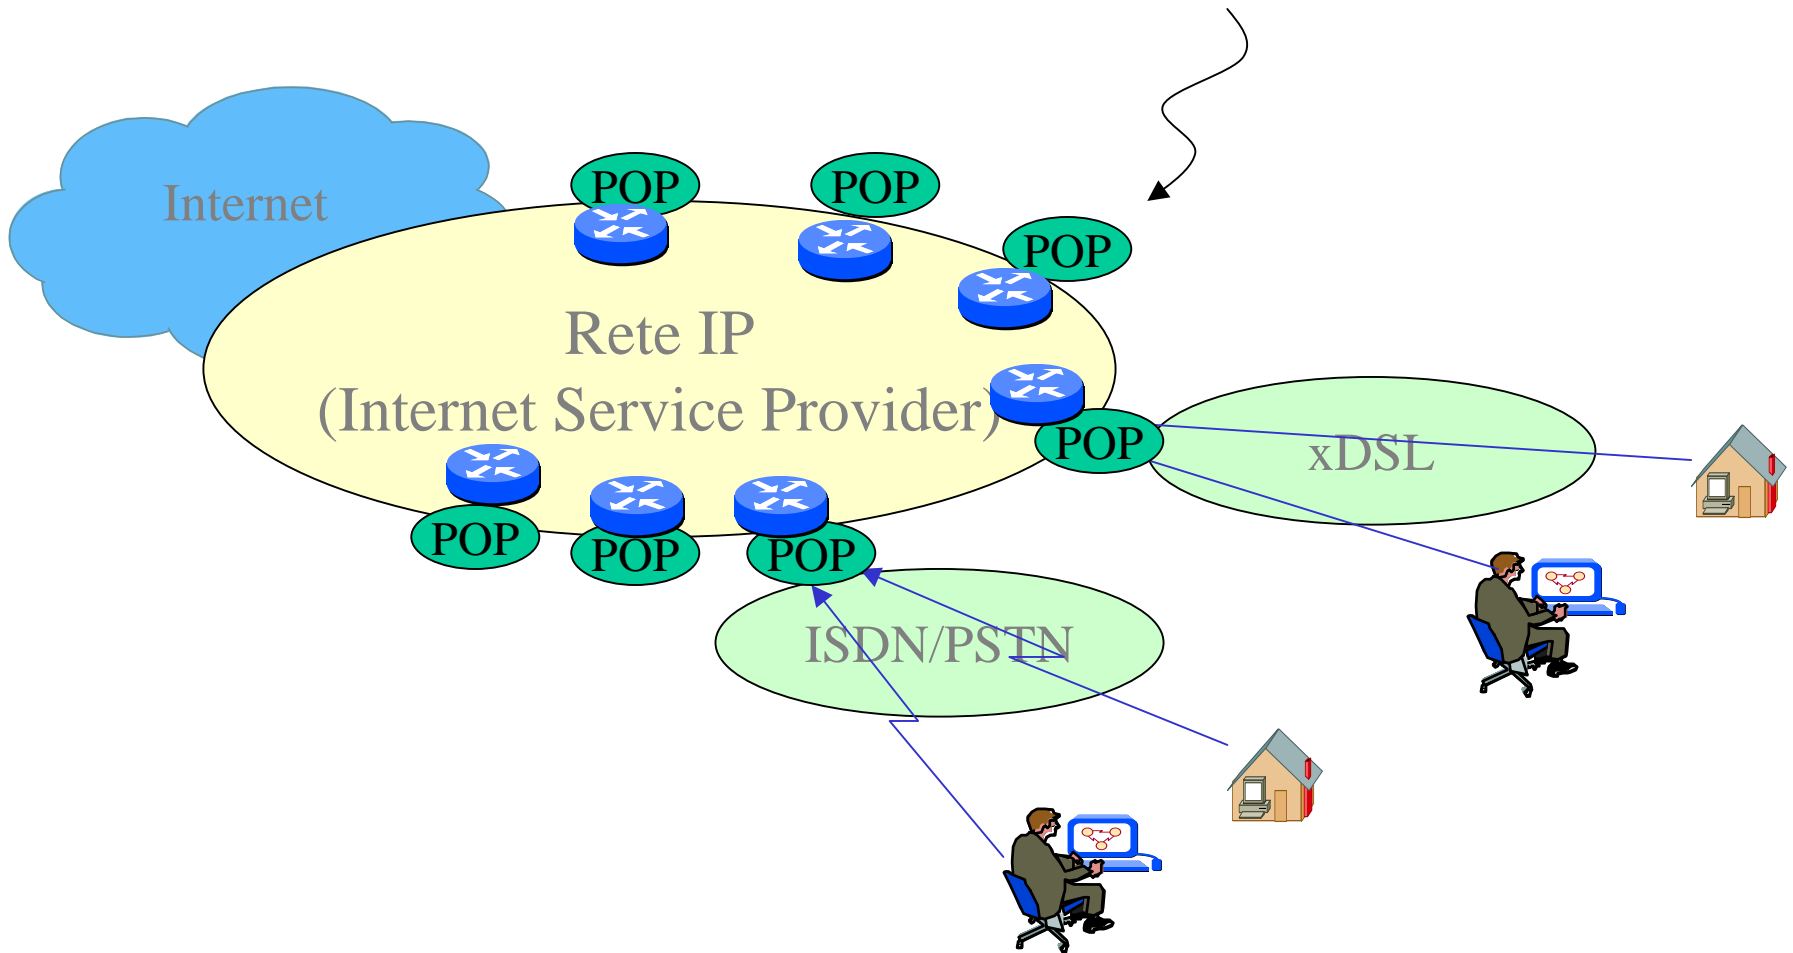 Internet
POP
POP
POP
Rete IP
(Internet Service Provider)
POP
xDSL
POP
POP
POP
ISDN/PSTN